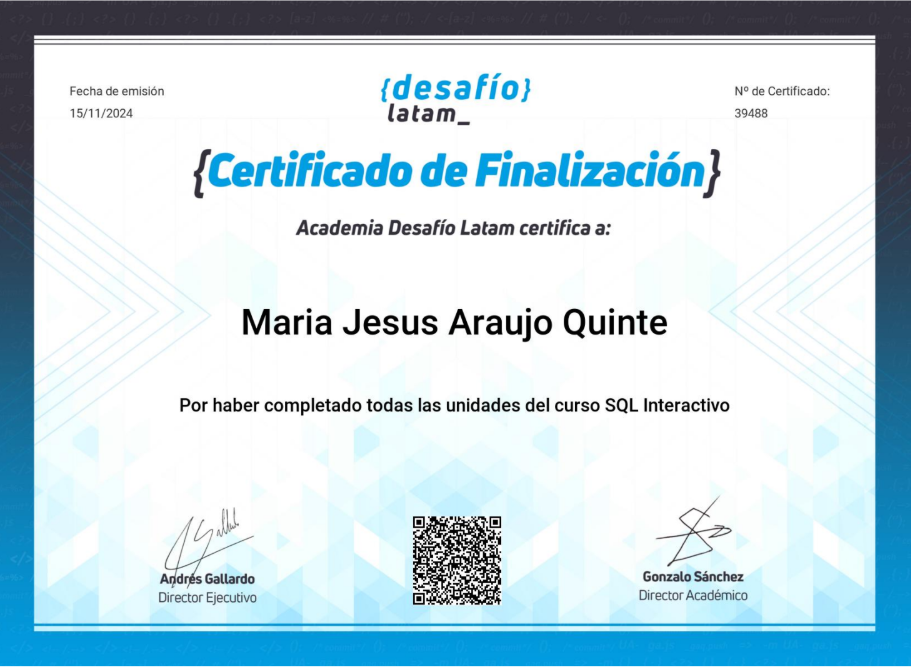 Fecha de emisión
15/11/2024
{desafío}
latam_
Nº de Certificado:
39488
{Certificado de Finalización}
Academia Desafío Latam certifica a:
Maria Jesus Araujo Quinte
Por haber completado todas las unidades del curso SQL Interactivo
Andrés Gallardo
Director Ejecutivo
Gonzalo Sánchez
Director Académico